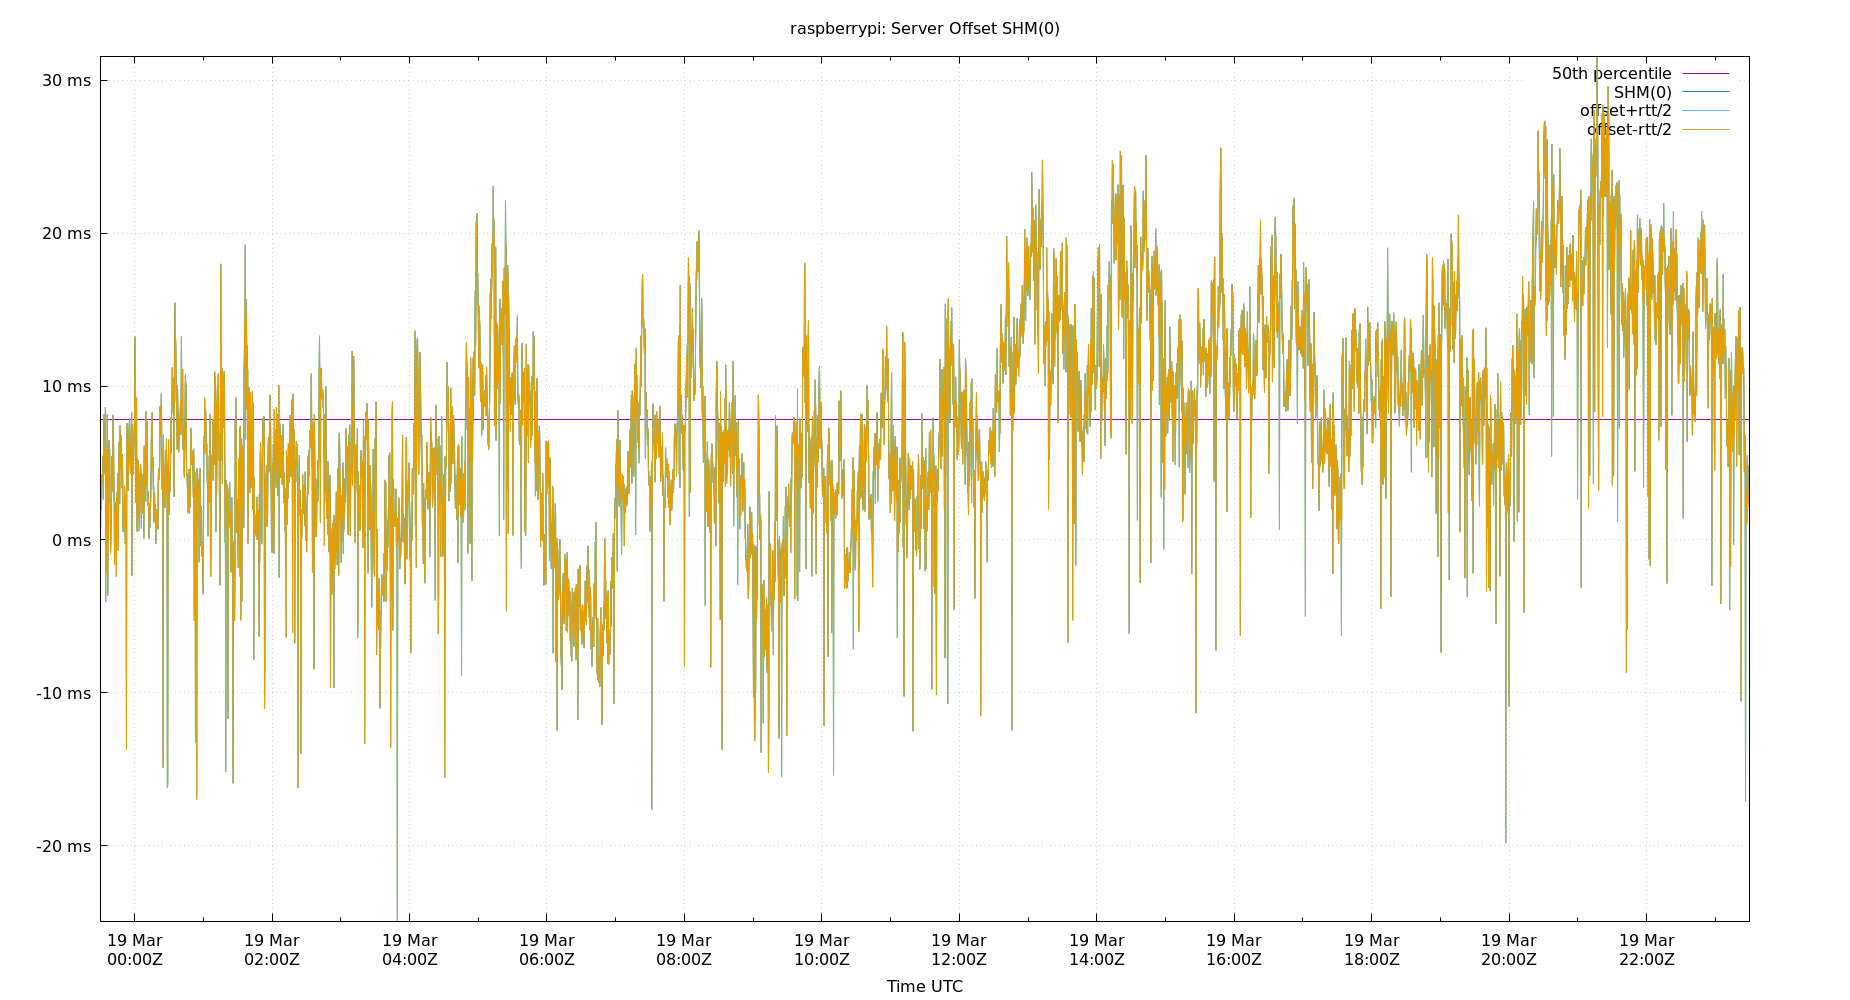 raspberrypi: Server Offset SHM(0)
30 ms
20 ms
10 ms
0 ms
-10 ms
-20 ms
50th percentile
SHM(0)
offset+rtt/2
offset-rtt/2
19 Mar 19 Mar 19 Mar 19 Mar 19 Mar 19 Mar 19 Mar 19 Mar 19 Mar 19 Mar 19 Mar 19 Mar
00:00Z 02:00Z 04:00Z 06:00Z 08:00Z 10:00Z 12:00Z 14:00Z 16:00Z 18:00Z 20:00Z 22:00Z
Time UTC